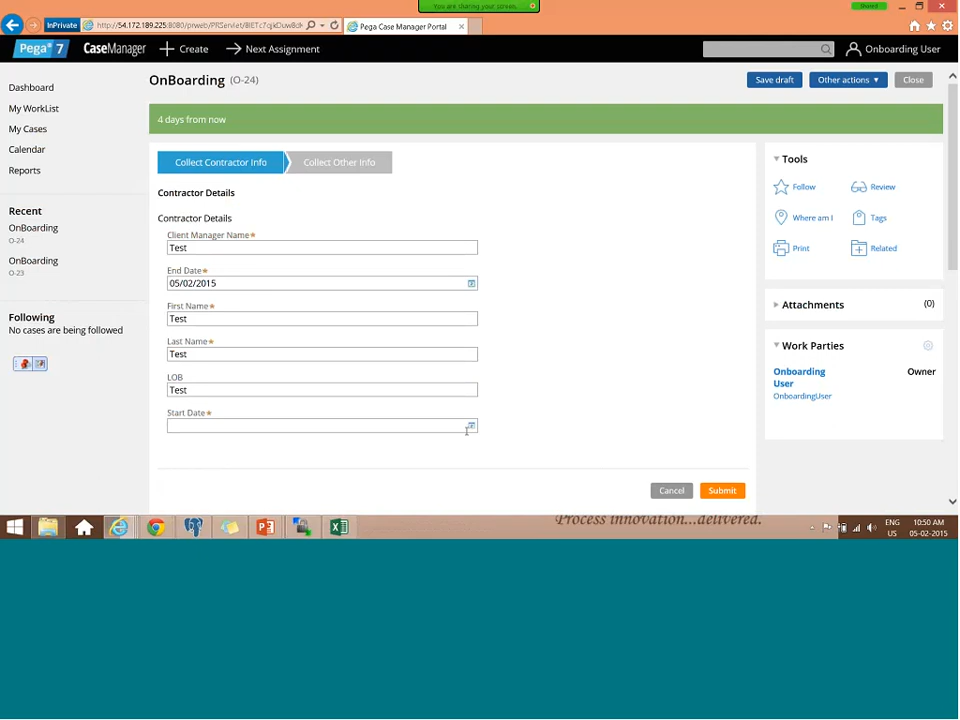 You are sharing your screen.
InPrivate
Pega Case Manager Portal
Pega 7 CaseManager + Create Next Assignment
Onboarding User
Dashboard
My WorkList
My Cases
Calendar
Reports
Recent
OnBoarding
O-24
OnBoarding
O-23
Following
No cases are being followed
OnBoarding (O-24)
Save draft
Other actions
Close
4 days from now
Collect Contractor Info
Collect Other Info
Contractor Details
Contractor Details
Client Manager Name*
Test
End Date*
05/02/2015
First Name*
Test
Last Name*
Test
LOB
Test
Start Date*
Cancel
Submit
Tools
Follow
Review
Where am I
Tags
Print
Related
Attachments (0)
Work Parties
Onboarding Owner
User
OnboardingUser
Process innovation...delivered.
ENG 10:50 AM
US 05-02-2015